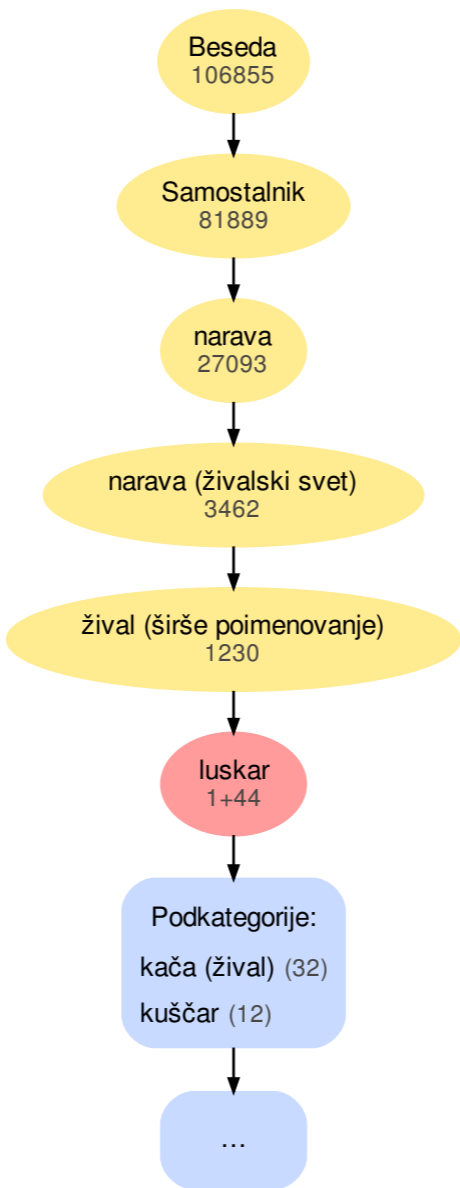 Beseda
106855
Samostalnik
81889
narava
27093
narava (živalski svet)
3462
žival (širše poimenovanje)
1230
luskar
1+44
Podkategorije:
kača (žival) (32)
kuščar (12)
...